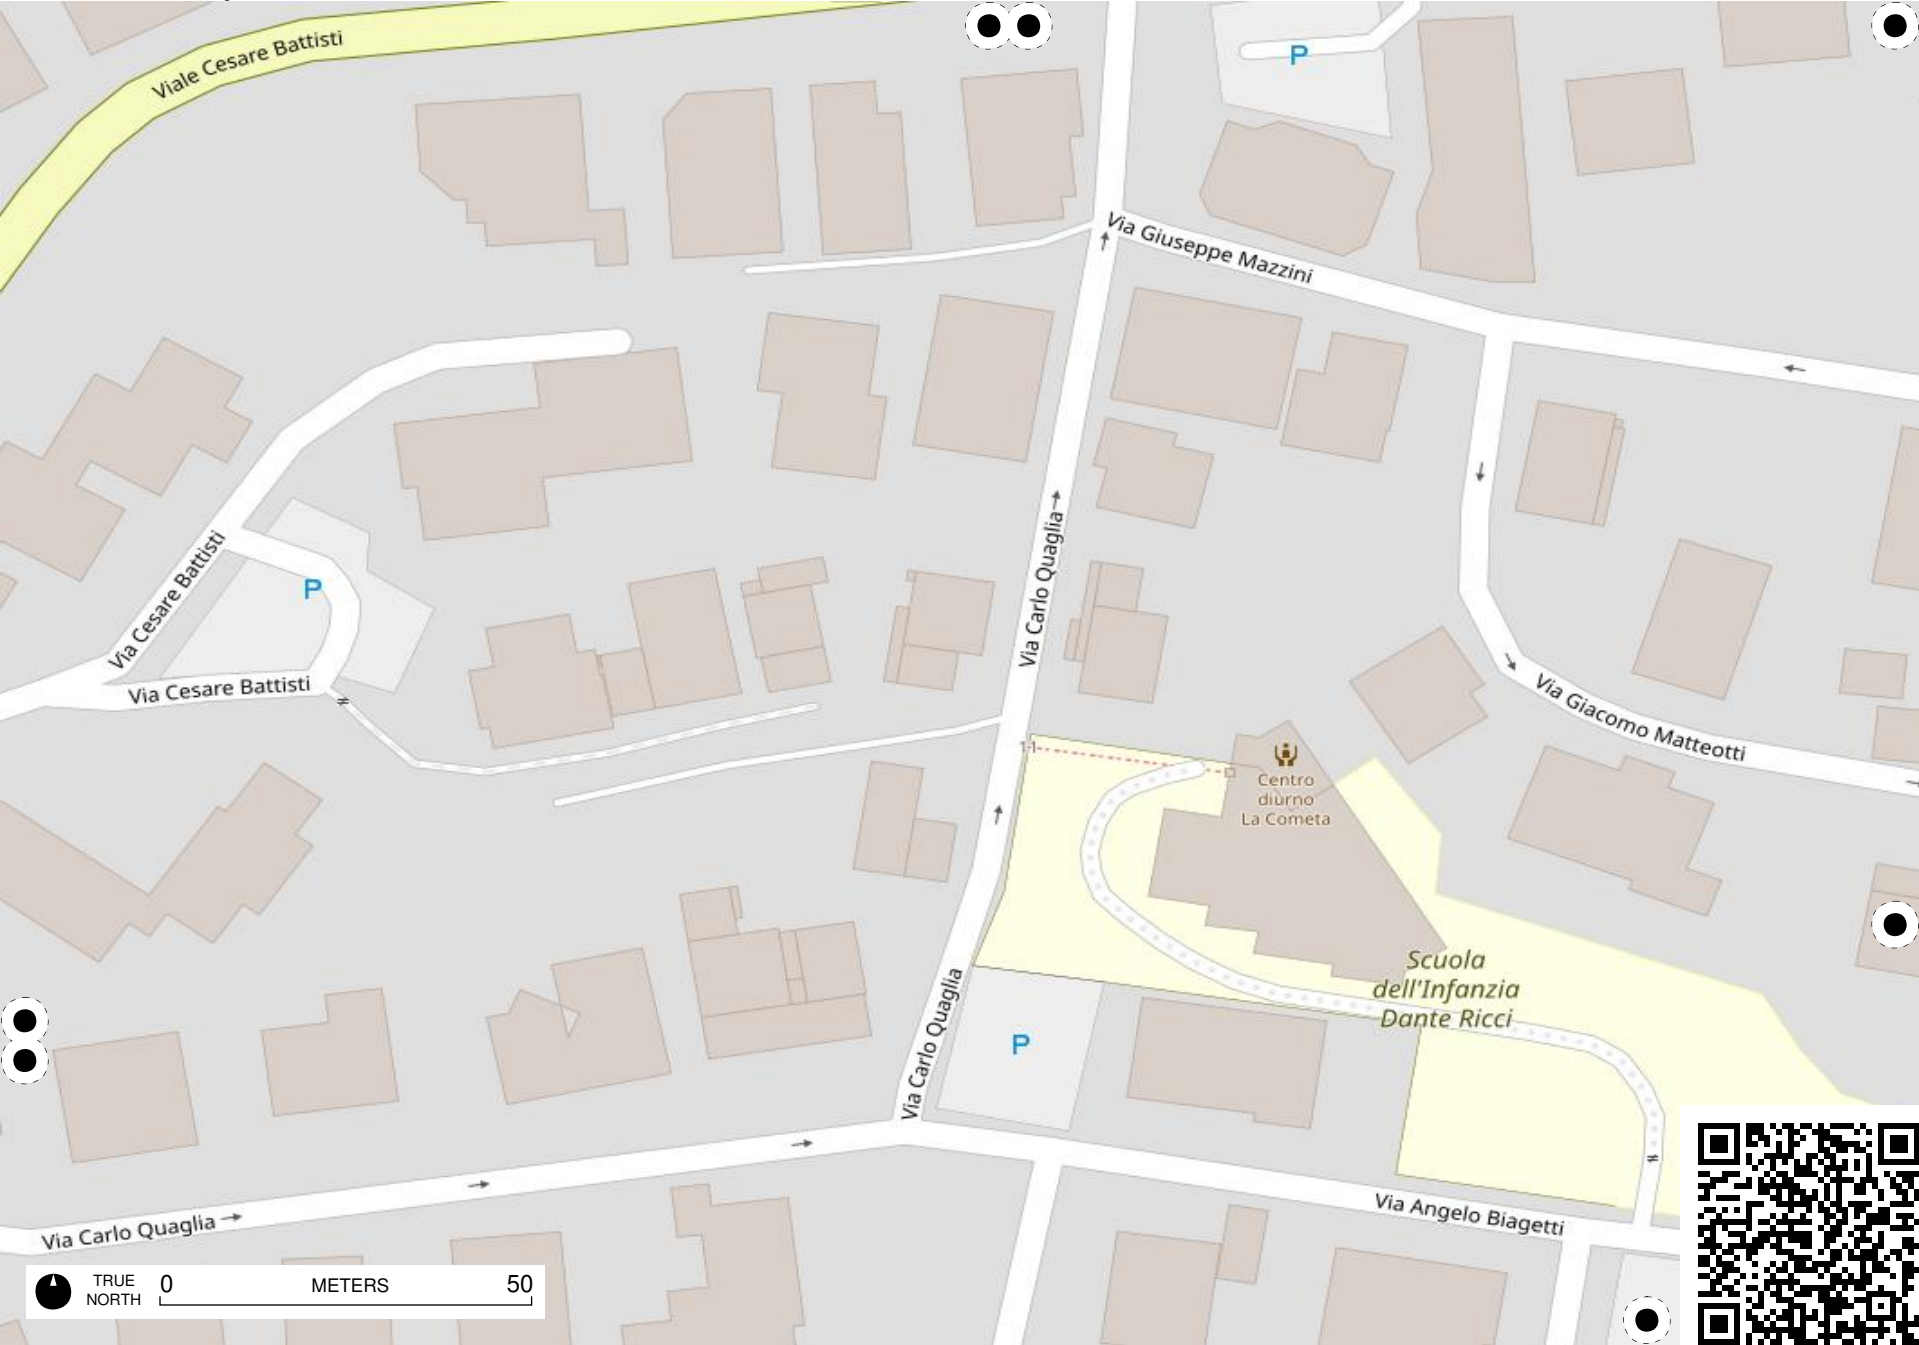 Viale Cesare Battisti
P
Via Giuseppe Mazzini
Via Cesare Battisti
P
Via Cesare Battisti
Via Carlo Quaglia
Via Giacomo Matteotti
11
Centro
diurno
La Cometa
Scuola
dell'Infanzia
Dante Ricci
Via Carlo Quaglia
P
Via Carlo Quaglia
Via Angelo Biagetti
TRUE
NORTH
0 METERS 50